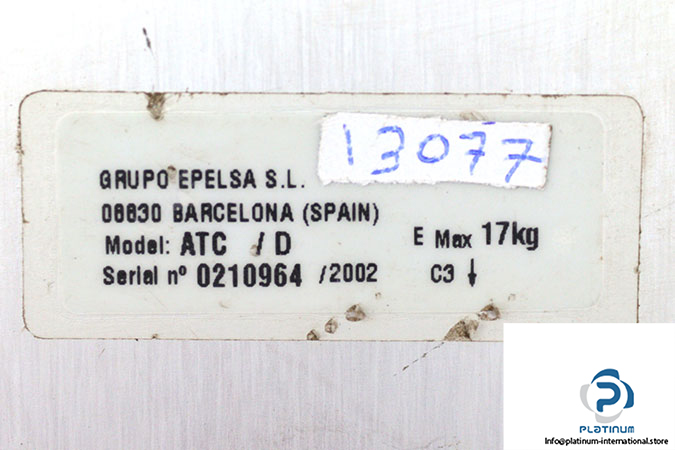 13077
GRUPO EPELSA S.L.
08830 BARCELONA (SPAIN)
Model: ATC / D
E Max 17kg
Serial nº 0210964 /2002
C3 ↓
PLATINUM
Info@platinum-international.store